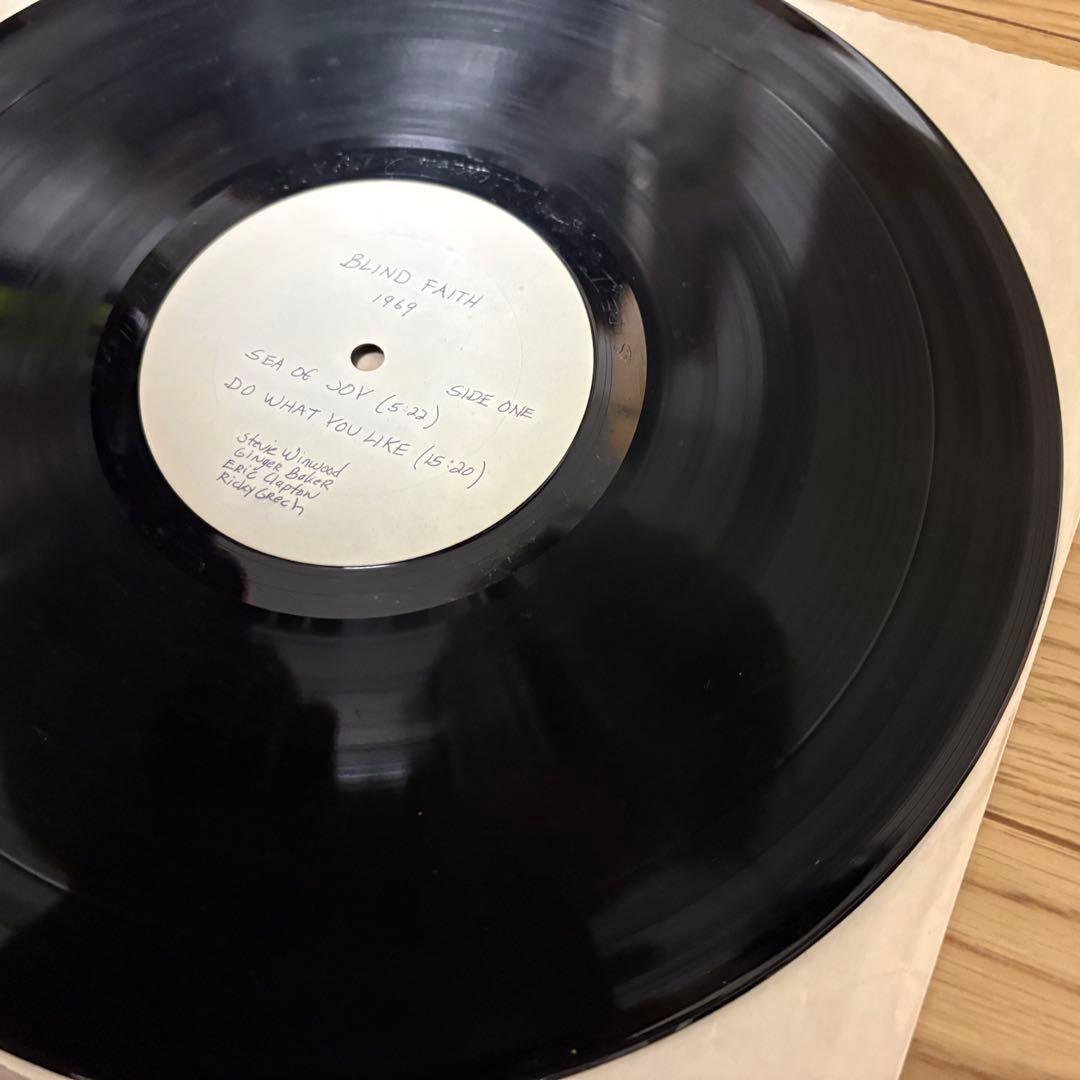 BLIND FAITH
1969
SEA OF JOY (5:22)
SIDE ONE
DO WHAT YOU LIKE (15:20)
Stevie Winwood
GINGER BAKER
ERIC Clapton
Ricky Grech